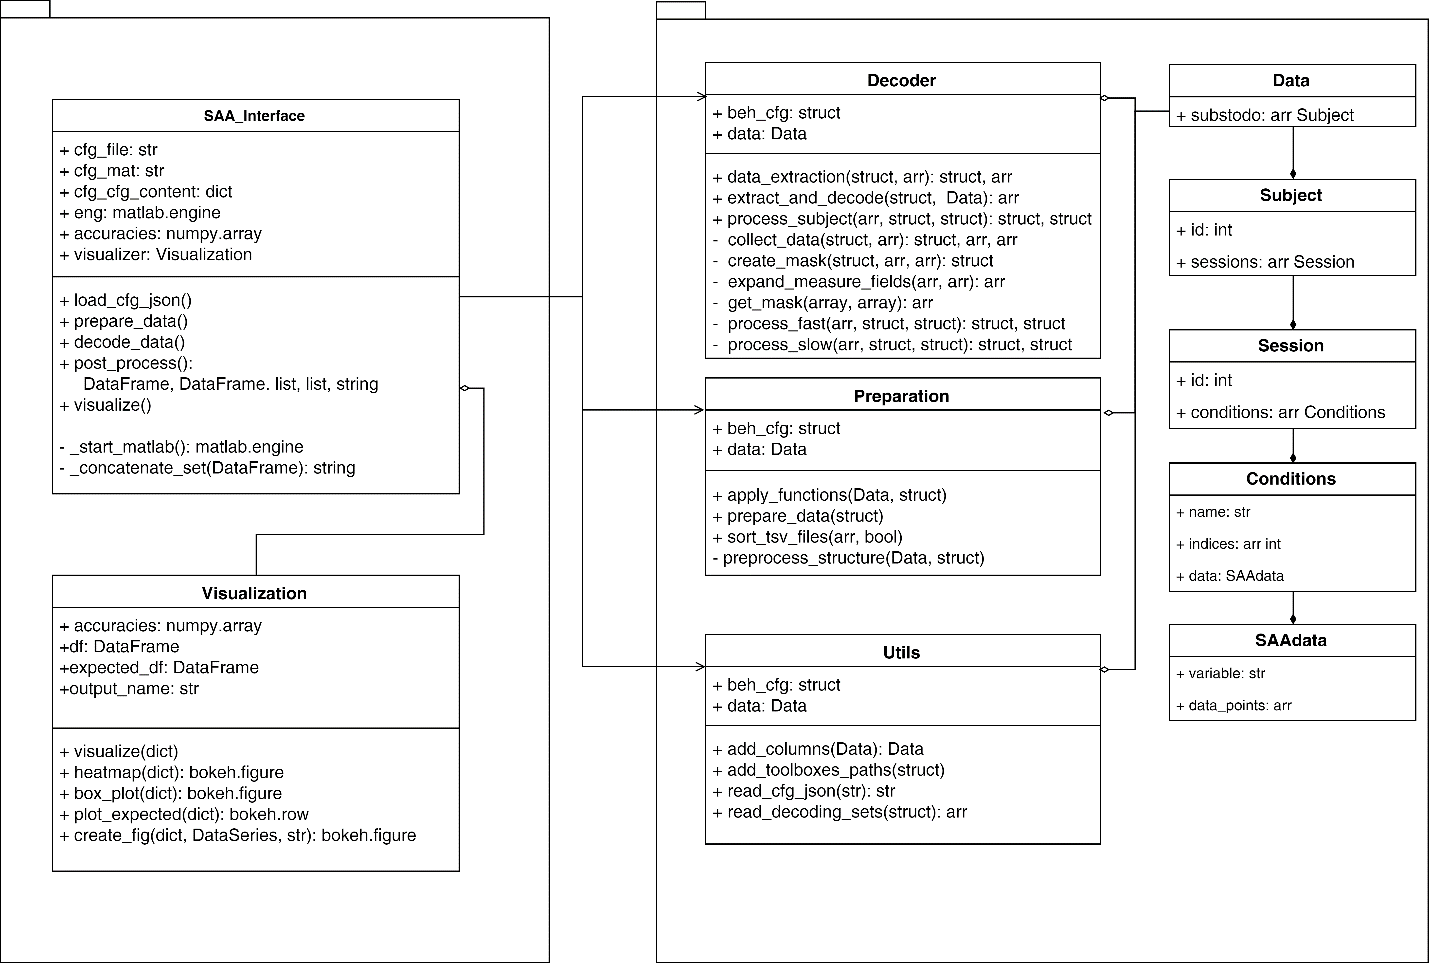 SAA_Interface
+ cfg_file: str
+ cfg_mat: str
+ cfg_cfg_content: dict
+ eng: matlab.engine
+ accuracies: numpy.array
+ visualizer: Visualization
+ load_cfg_json()
+ prepare_data()
+ decode_data()
+ post_process():
DataFrame, DataFrame. list, list, string
+ visualize()
- _start_matlab(): matlab.engine
- _concatenate_set(DataFrame): string
Visualization
+ accuracies: numpy.array
+df: DataFrame
+expected_df: DataFrame
+output_name: str
+ visualize(dict)
+ heatmap(dict): bokeh.figure
+ box_plot(dict): bokeh.figure
+ plot_expected(dict): bokeh.row
+ create_fig(dict, DataSeries, str): bokeh.figure
Decoder
+ beh_cfg: struct
+ data: Data
+ data_extraction(struct, arr): struct, arr
+ extract_and_decode(struct, Data): arr
+ process_subject(arr, struct, struct): struct, struct
- collect_data(struct, arr): struct, arr, arr
- create_mask(struct, arr, arr): struct
- expand_measure_fields(arr, arr): arr
- get_mask(array, array): arr
- process_fast(arr, struct, struct): struct, struct
- process_slow(arr, struct, struct): struct, struct
Preparation
+ beh_cfg: struct
+ data: Data
+ apply_functions(Data, struct)
+ prepare_data(struct)
+ sort_tsv_files(arr, bool)
- preprocess_structure(Data, struct)
Utils
+ beh_cfg: struct
+ data: Data
+ add_columns(Data): Data
+ add_toolboxes_paths(struct)
+ read_cfg_json(str): str
+ read_decoding_sets(struct): arr
Data
+ substodo: arr Subject
Subject
+ id: int
+ sessions: arr Session
Session
+ id: int
+ conditions: arr Conditions
Conditions
+ name: str
+ indices: arr int
+ data: SAAdata
SAAdata
+ variable: str
+ data_points: arr